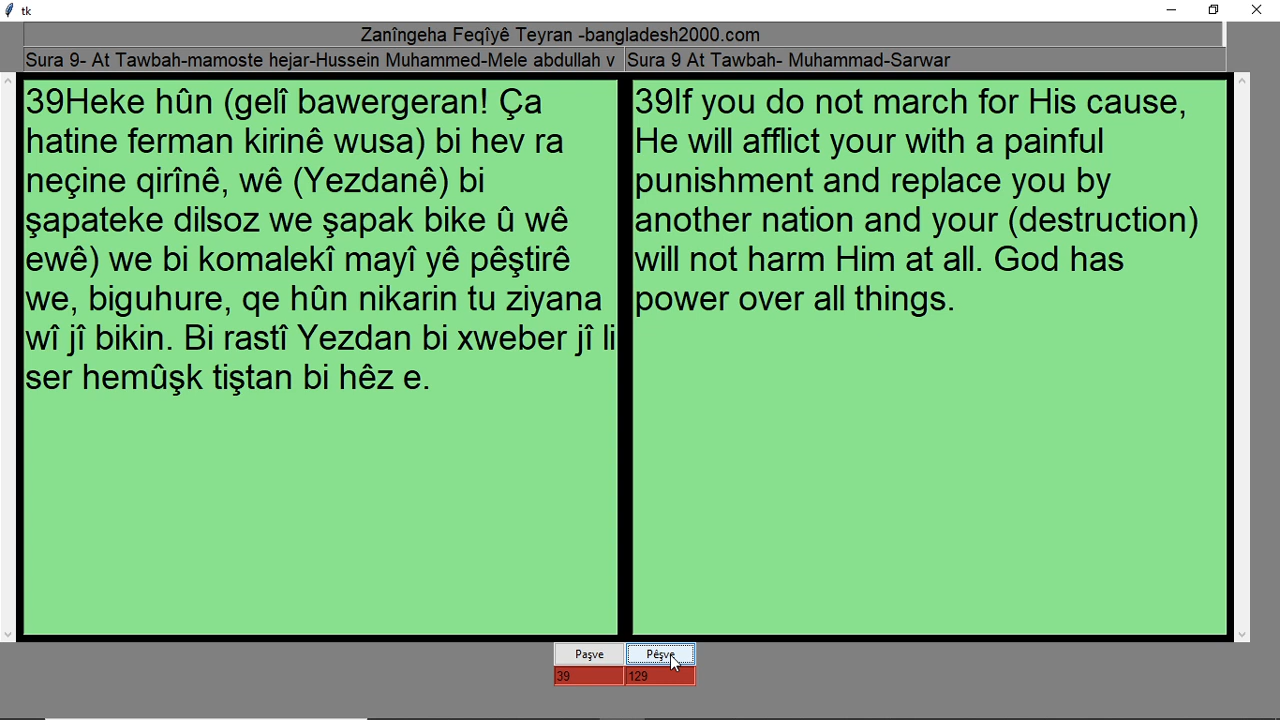 tk
Zanîngeha Feqîyê Teyran -bangladesh2000.com
Sura 9- At Tawbah-mamoste hejar-Hussein Muhammed-Mele abdullah v
Sura 9 At Tawbah- Muhammad-Sarwar
39Heke hûn (gelî bawergeran! Ça
hatine ferman kirinê wusa) bi hev ra
neçine qirînê, wê (Yezdanê) bi
şapateke dilsoz we şapak bike û wê
ewê) we bi komalekî mayî yê pêştirê
we, biguhure, qe hûn nikarin tu ziyana
wî jî bikin. Bi rastî Yezdan bi xweber jî li
ser hemûşk tiştan bi hêz e.
39If you do not march for His cause,
He will afflict your with a painful
punishment and replace you by
another nation and your (destruction)
will not harm Him at all. God has
power over all things.
Paşve
Pêşve
39
129